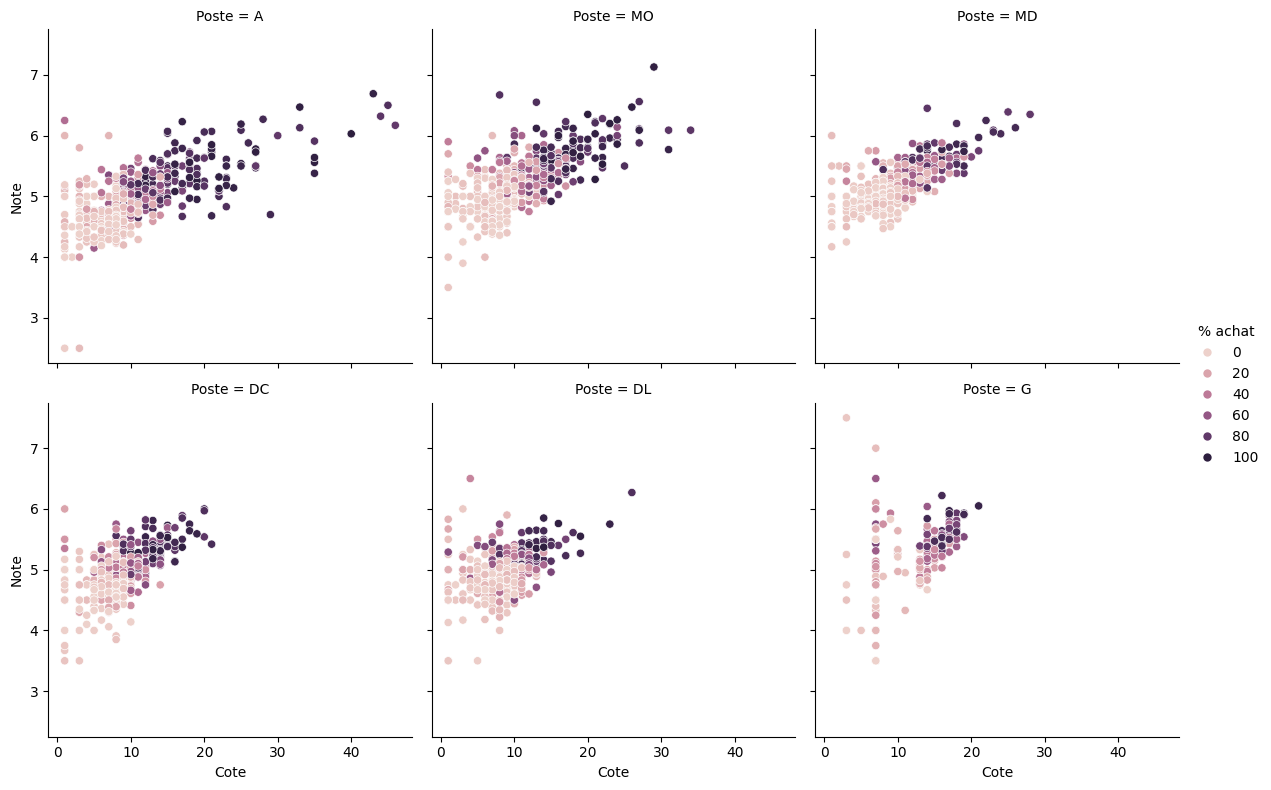 Poste = A
Poste = MO
Poste = MD
Note
7
6
5
4
3
% achat
0
20
40
60
80
100
Poste = DC
Poste = DL
Poste = G
Note
7
6
5
4
3
0 10 20 30 40
0 10 20 30 40
0 10 20 30 40
Cote
Cote
Cote